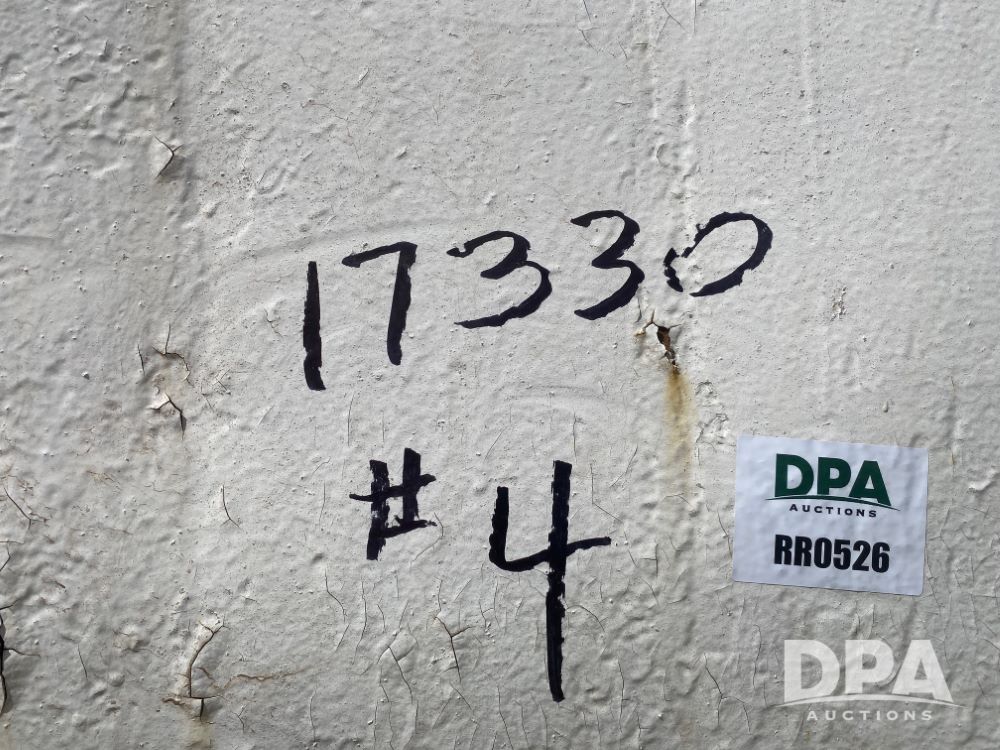 17330
#4
DPA
AUCTIONS
RR0526
DPA
AUCTIONS